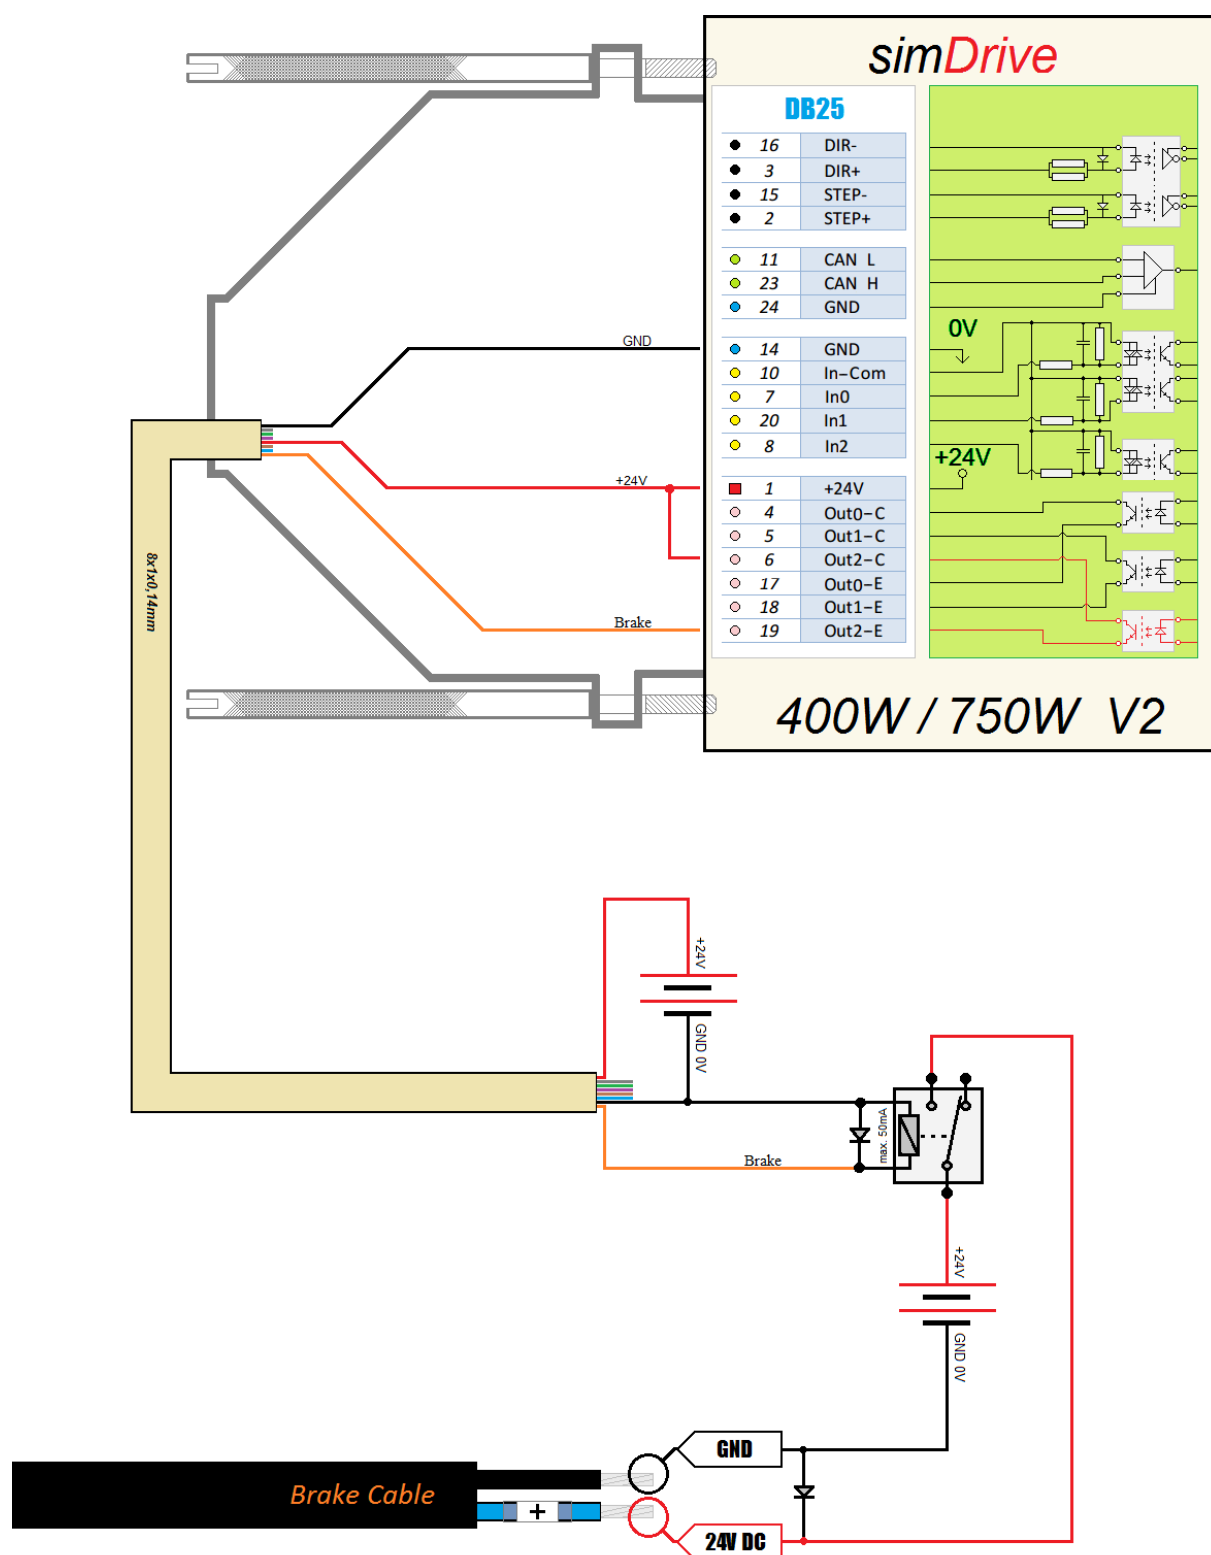 simDrive
DB25
16 DIR-
3 DIR+
15 STEP-
2 STEP+
11 CAN L
23 CAN H
24 GND
14 GND
10 In-Com
7 In0
20 In1
8 In2
1 +24V
4 Out0-C
5 Out1-C
6 Out2-C
17 Out0-E
18 Out1-E
19 Out2-E
0V
+24V
400W / 750W V2
GND
+24V
Brake
8x1x0,14mm
+24V
GND 0V
max. 50mA
Brake
+24V
GND 0V
GND
Brake Cable
+
24V DC